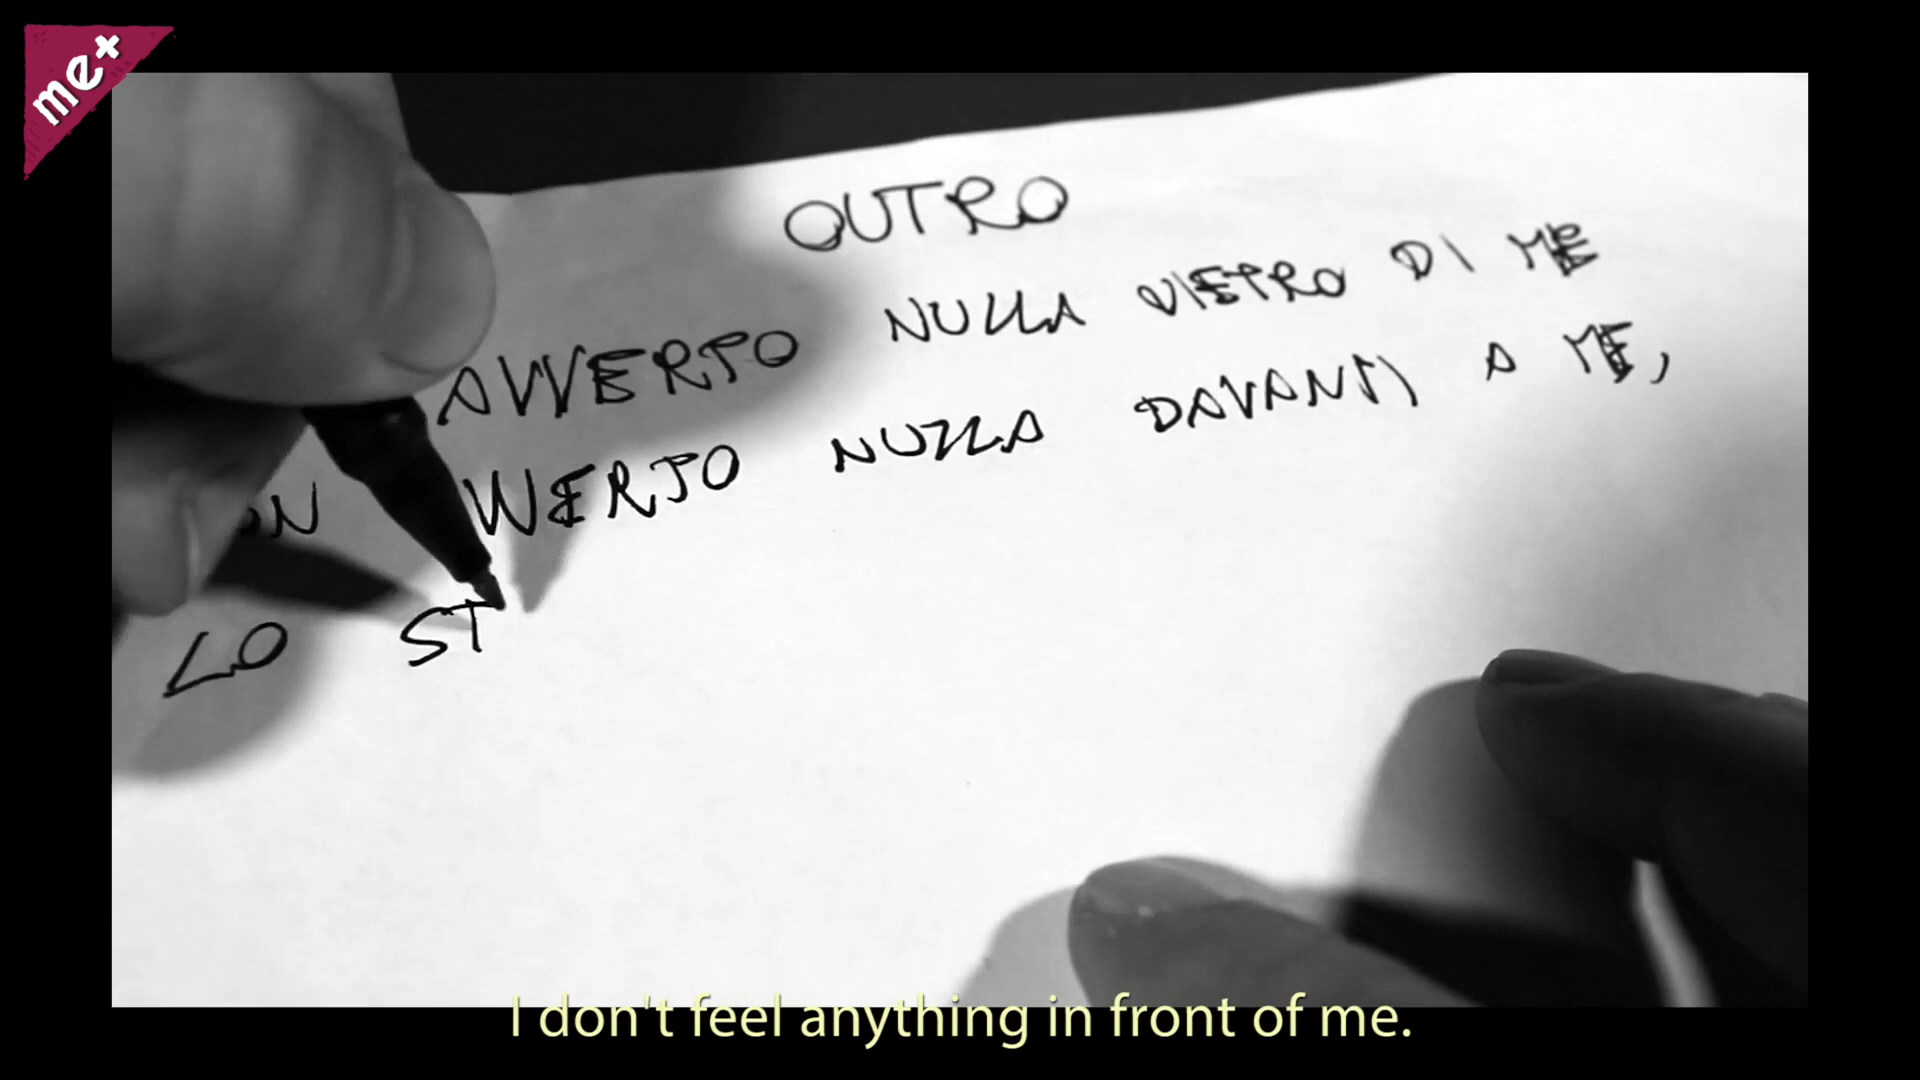 me+
OUTRO
AVVERTO NULLA DIETRO DI ME
AVVERTO NULLA DAVANTI A ME,
LO ST
I don't feel anything in front of me.